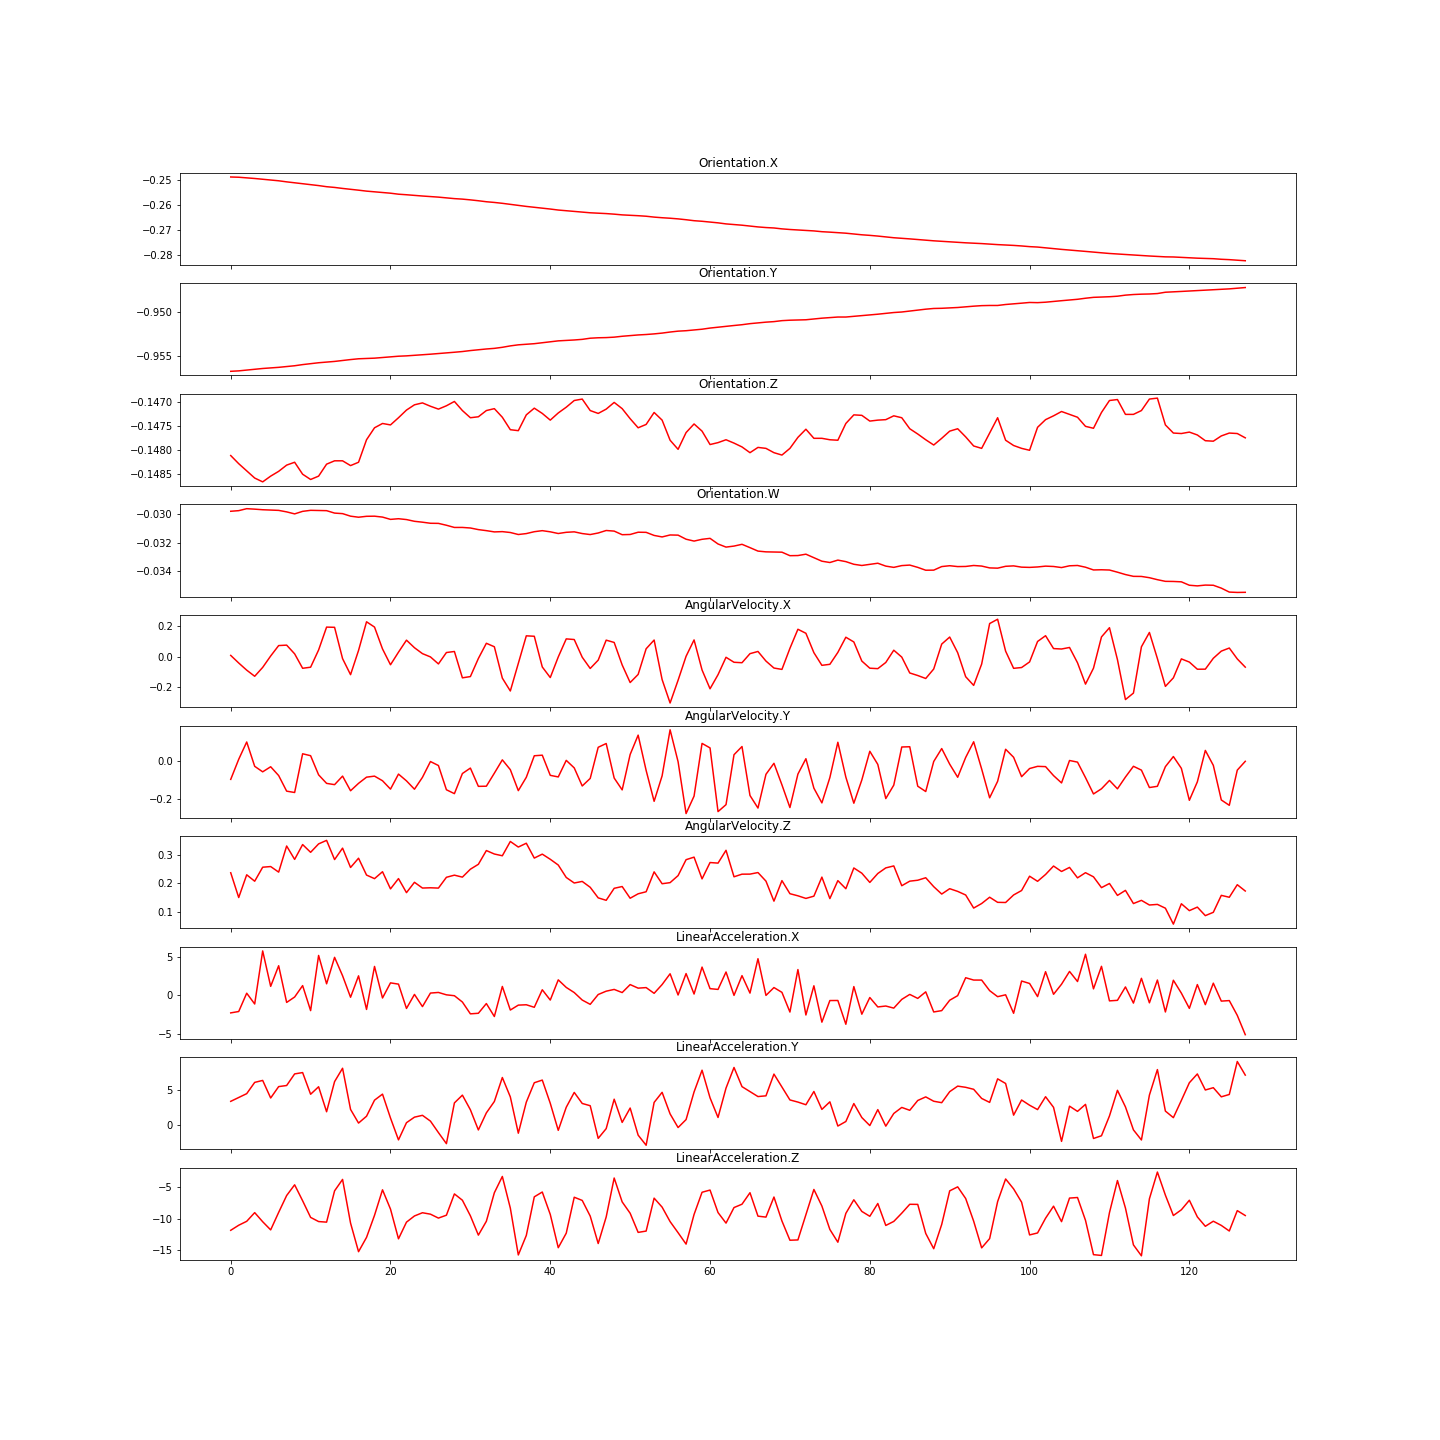 Orientation.X
−0.25
−0.26
−0.27
−0.28
Orientation.Y
−0.950
−0.955
Orientation.Z
−0.1470
−0.1475
−0.1480
−0.1485
Orientation.W
−0.030
−0.032
−0.034
AngularVelocity.X
0.2
0.0
−0.2
AngularVelocity.Y
0.0
−0.2
AngularVelocity.Z
0.3
0.2
0.1
LinearAcceleration.X
5
0
−5
LinearAcceleration.Y
5
0
LinearAcceleration.Z
−5
−10
−15
0 20 40 60 80 100 120